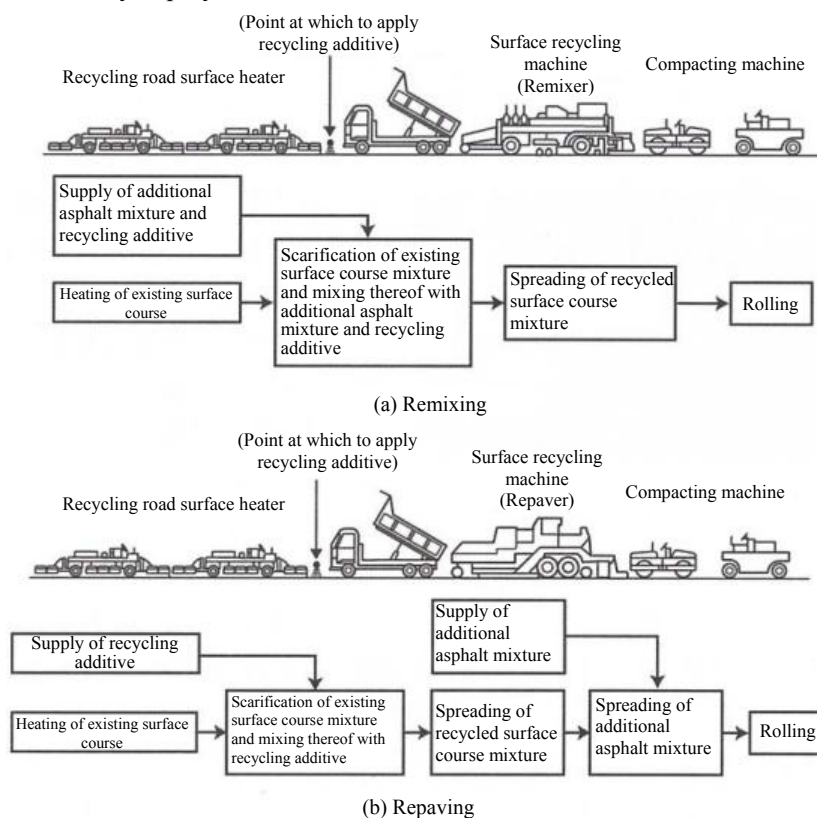 (Point at which to apply
recycling additive)
Surface recycling
machine
(Remixer)
Compacting machine
Recycling road surface heater
Supply of additional
asphalt mixture and
recycling additive
Heating of existing surface
course
Scarification of existing
surface course mixture
and mixing thereof with
additional asphalt
mixture and recycling
additive
Spreading of recycled
surface course
mixture
Rolling
(a) Remixing
(Point at which to apply
recycling additive)
Surface recycling
machine
(Repaver)
Compacting machine
Recycling road surface heater
Supply of recycling
additive
Supply of
additional
asphalt mixture
Heating of existing surface
course
Scarification of existing
surface course mixture
and mixing thereof with
recycling additive
Spreading of
recycled surface
course mixture
Spreading of
additional
asphalt mixture
Rolling
(b) Repaving